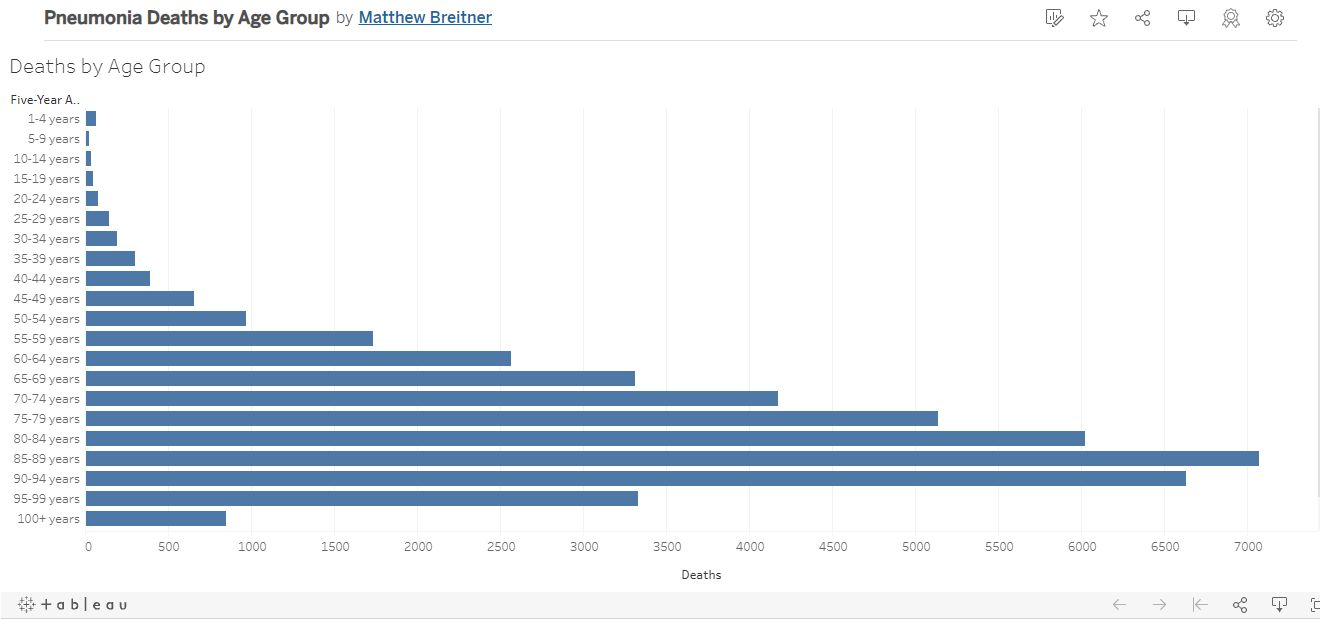 Pneumonia Deaths by Age Group by Matthew Breitner
Deaths by Age Group
Five-Year A..
1-4 years
5-9 years
10-14 years
15-19 years
20-24 years
25-29 years
30-34 years
35-39 years
40-44 years
45-49 years
50-54 years
55-59 years
60-64 years
65-69 years
70-74 years
75-79 years
80-84 years
85-89 years
90-94 years
95-99 years
100+ years
0 500 1000 1500 2000 2500 3000 3500 4000 4500 5000 5500 6000 6500 7000
Deaths
+ableau